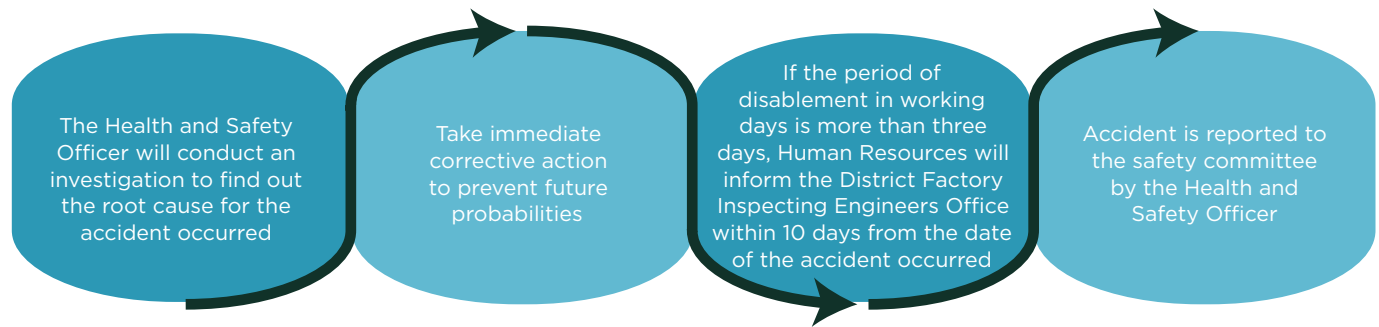 The Health and Safety
Officer will conduct an
investigation to find out
the root cause for the
accident occurred
Take immediate
corrective action
to prevent future
probabilities
If the period of
disablement in working
days is more than three
days, Human Resources will
inform the District Factory
Inspecting Engineers Office
within 10 days from the date
of the accident occurred
Accident is reported to
the safety committee
by the Health and
Safety Officer